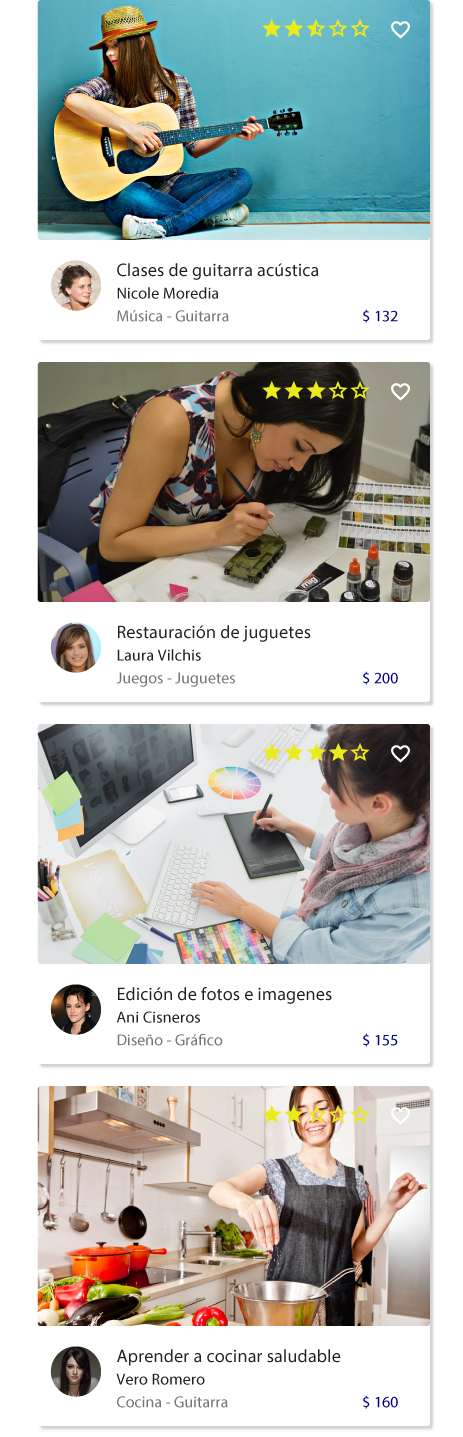 Clases de guitarra acústica
Nicole Moredia
Música - Guitarra
$ 132
Restauración de juguetes
Laura Vilchis
Juegos - Juguetes
$ 200
Edición de fotos e imagenes
Ani Cisneros
Diseño - Gráfico
$ 155
Aprender a cocinar saludable
Vero Romero
Cocina - Guitarra
$ 160